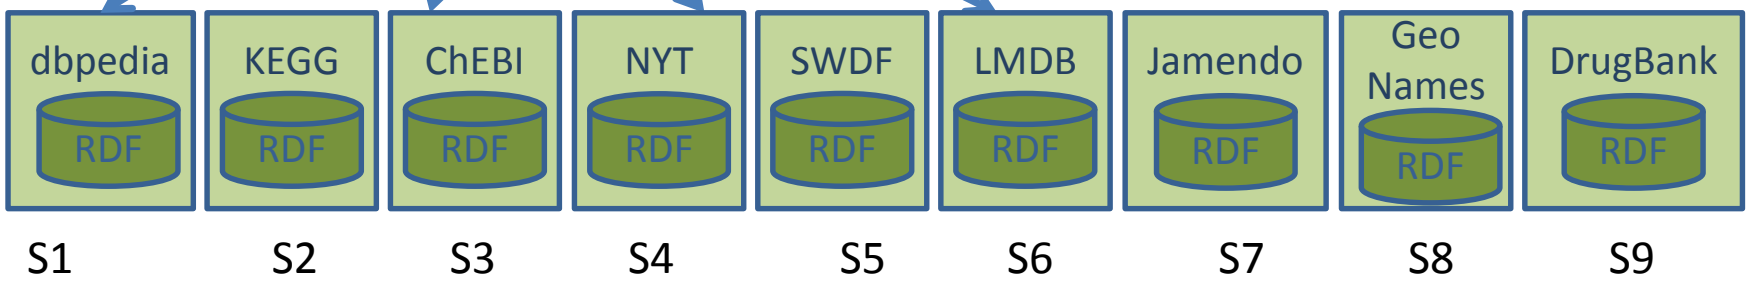 dbpedia KEGG ChEBI NYT SWDF LMDB Jamendo Geo Names DrugBank
RDF RDF RDF RDF RDF RDF RDF RDF RDF
S1 S2 S3 S4 S5 S6 S7 S8 S9